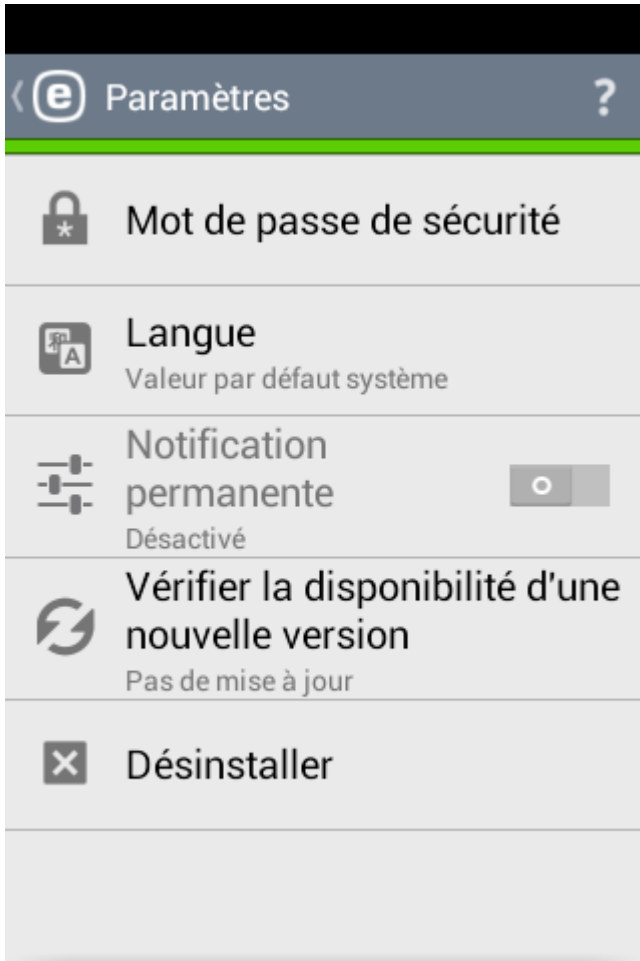 e Paramètres ?
Mot de passe de sécurité
Langue
Valeur par défaut système
Notification
permanente
Désactivé
Vérifier la disponibilité d'une
nouvelle version
Pas de mise à jour
Désinstaller